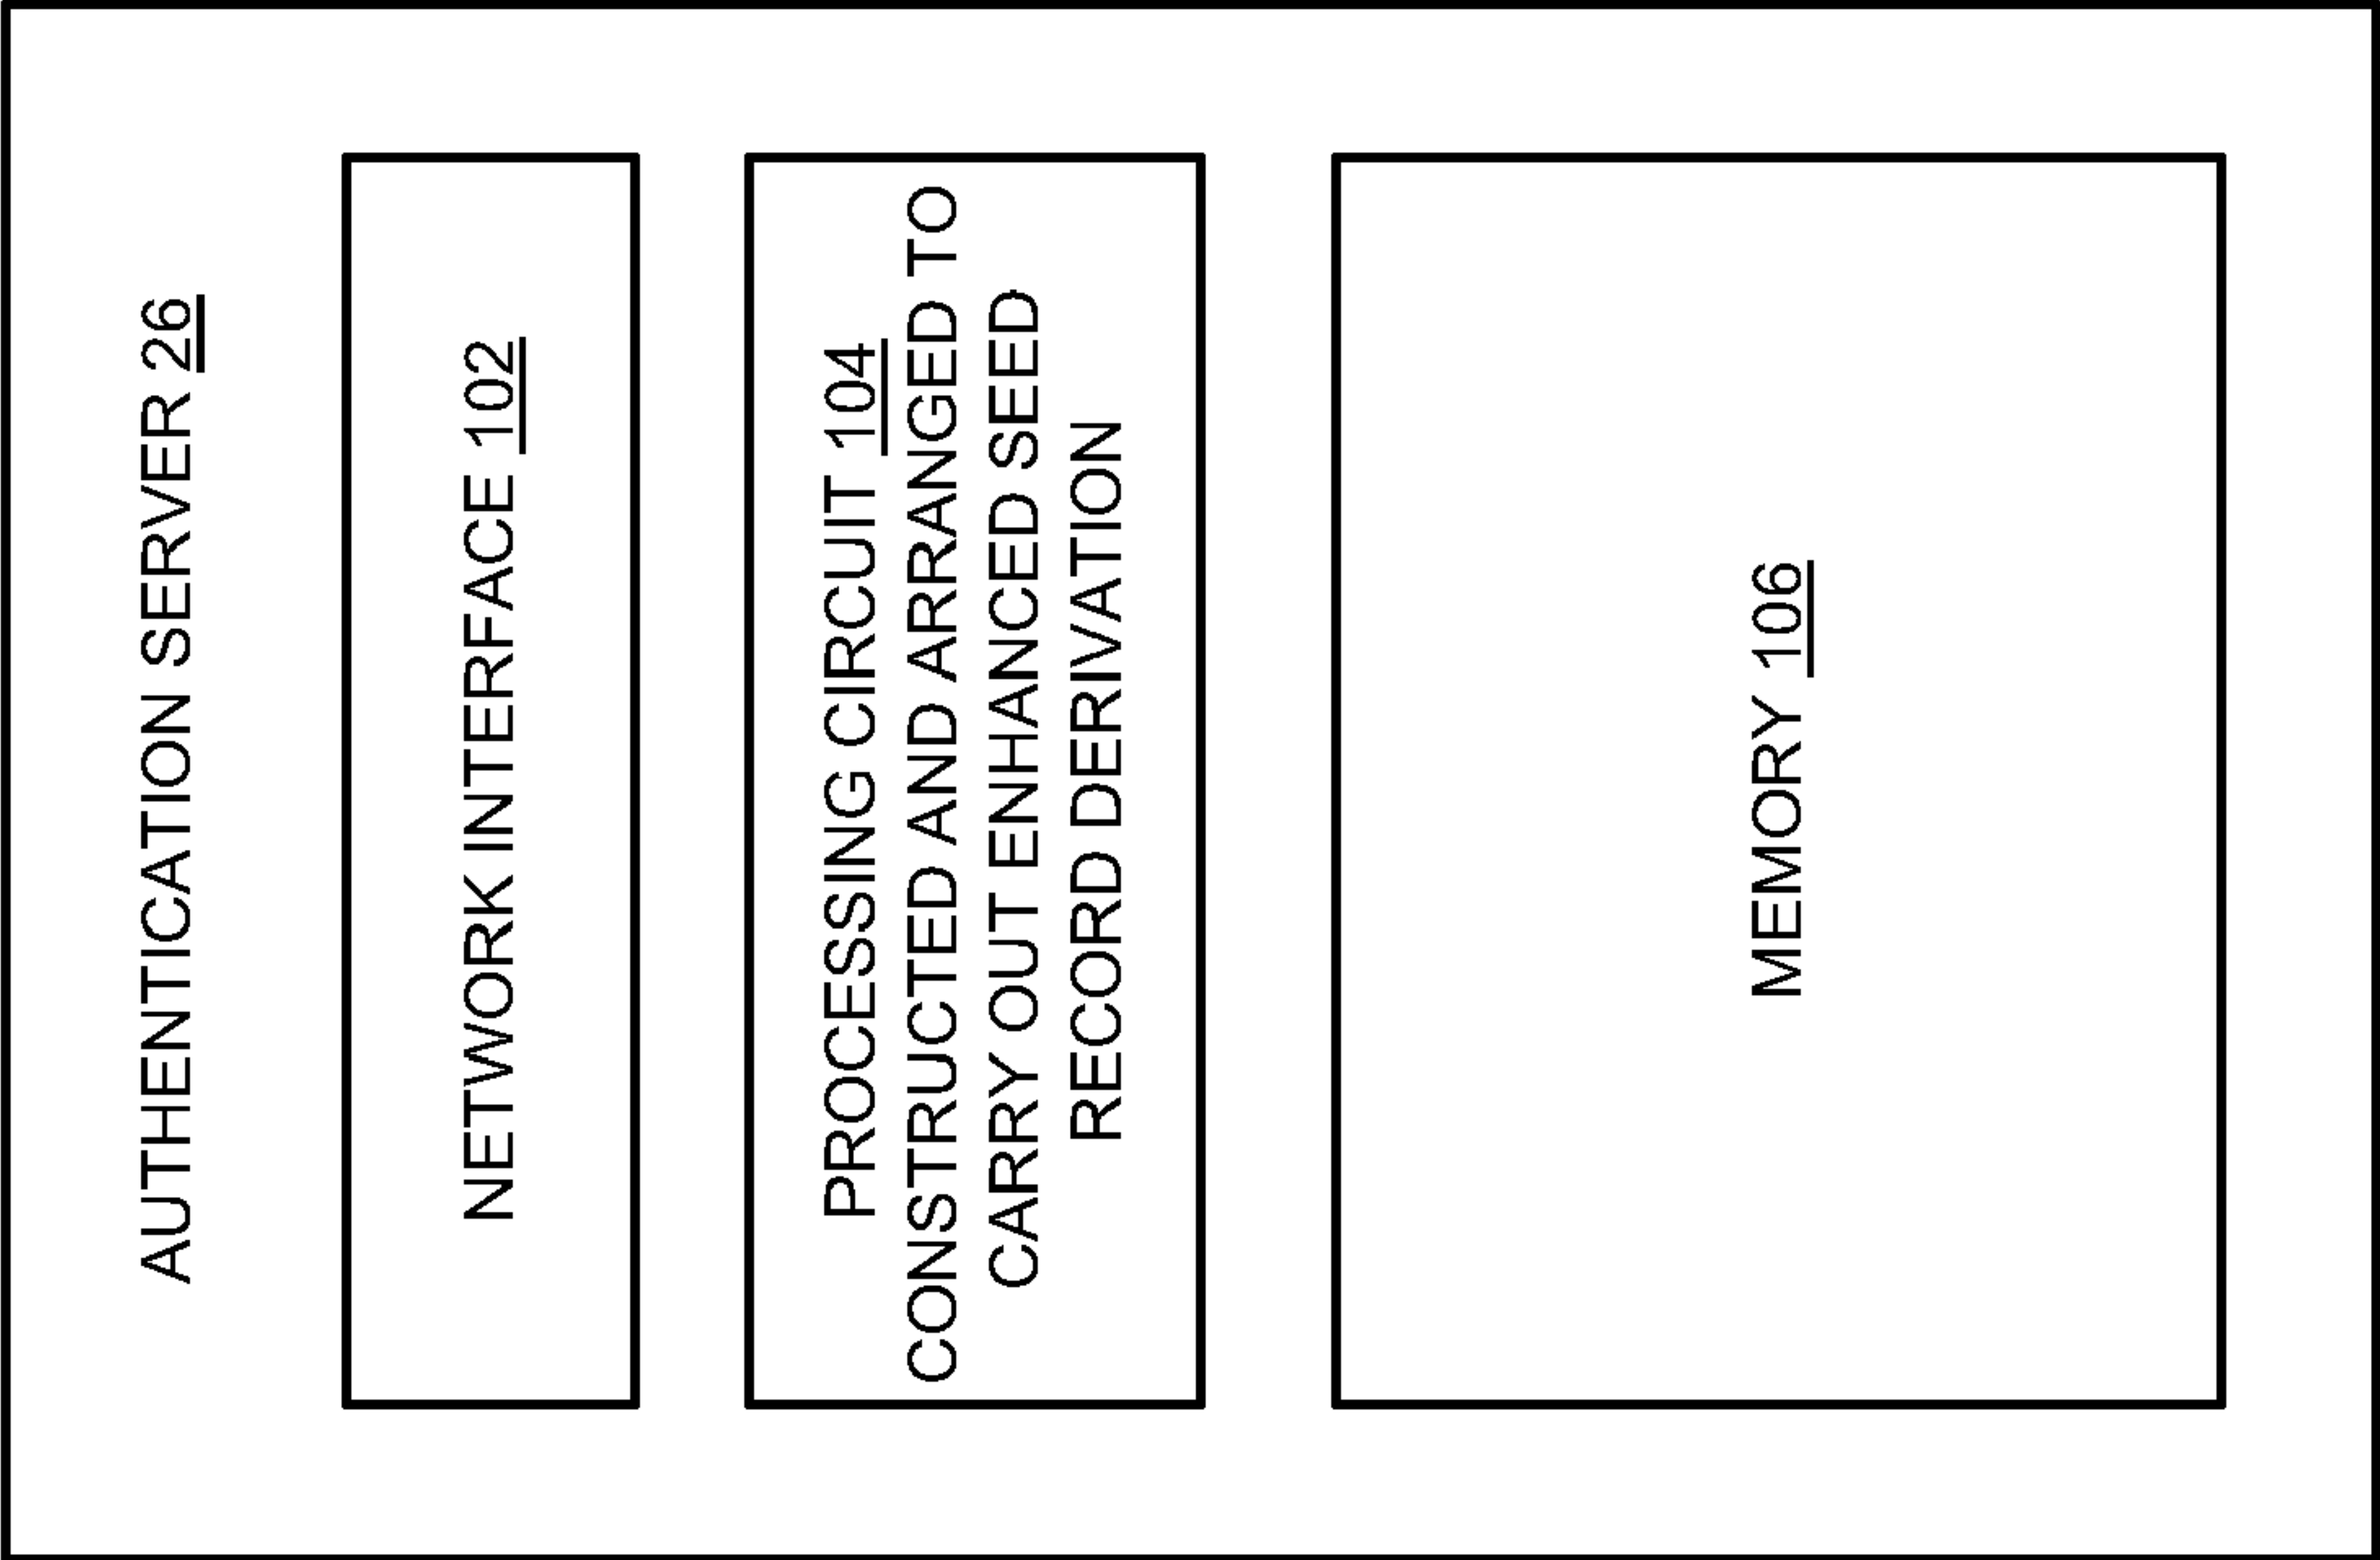 AUTHENTICATION SERVER 26
NETWORK INTERFACE 102
PROCESSING CIRCUIT 104
CONSTRUCTED AND ARRANGED TO
CARRY OUT ENHANCED SEED
RECORD DERIVATION
MEMORY 106